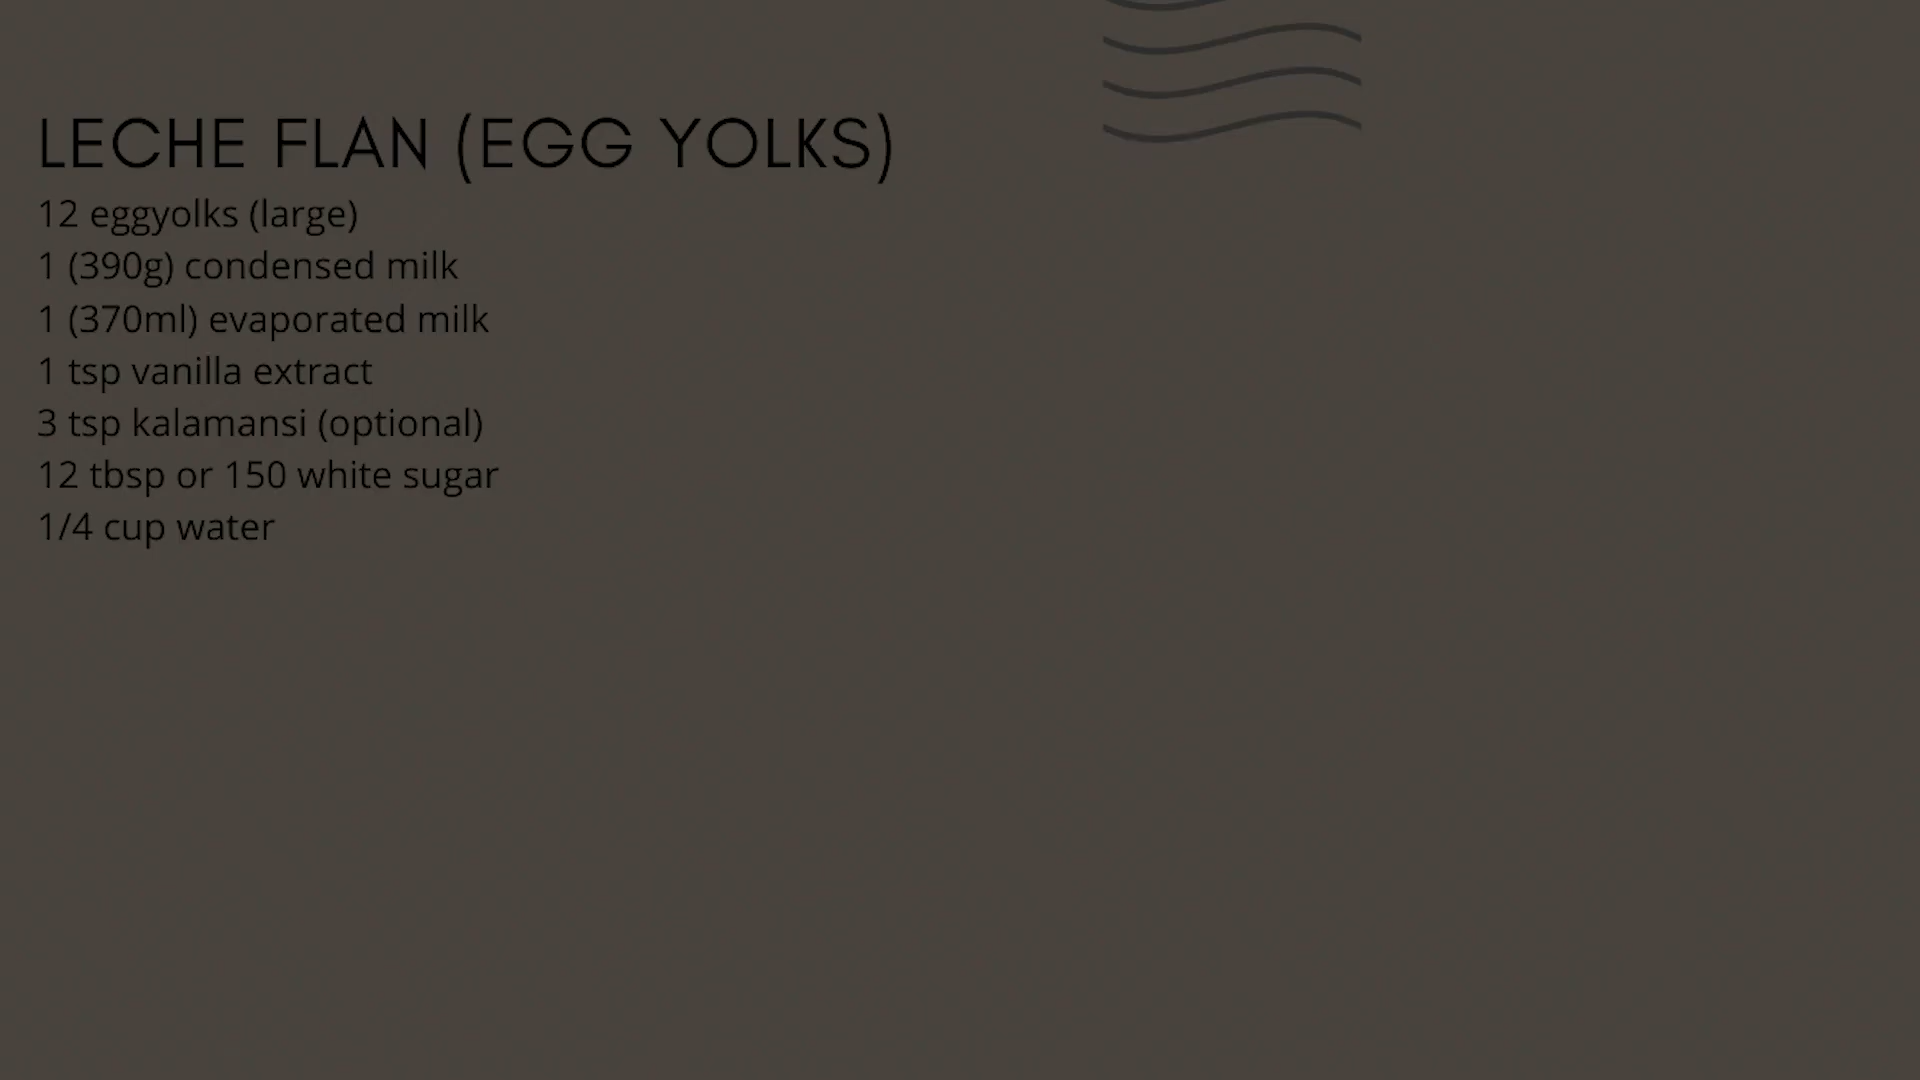 LECHE FLAN (EGG YOLKS)
12 eggyolks (large)
1 (390g) condensed milk
1 (370ml) evaporated milk
1 tsp vanilla extract
3 tsp kalamansi (optional)
12 tbsp or 150 white sugar
1/4 cup water